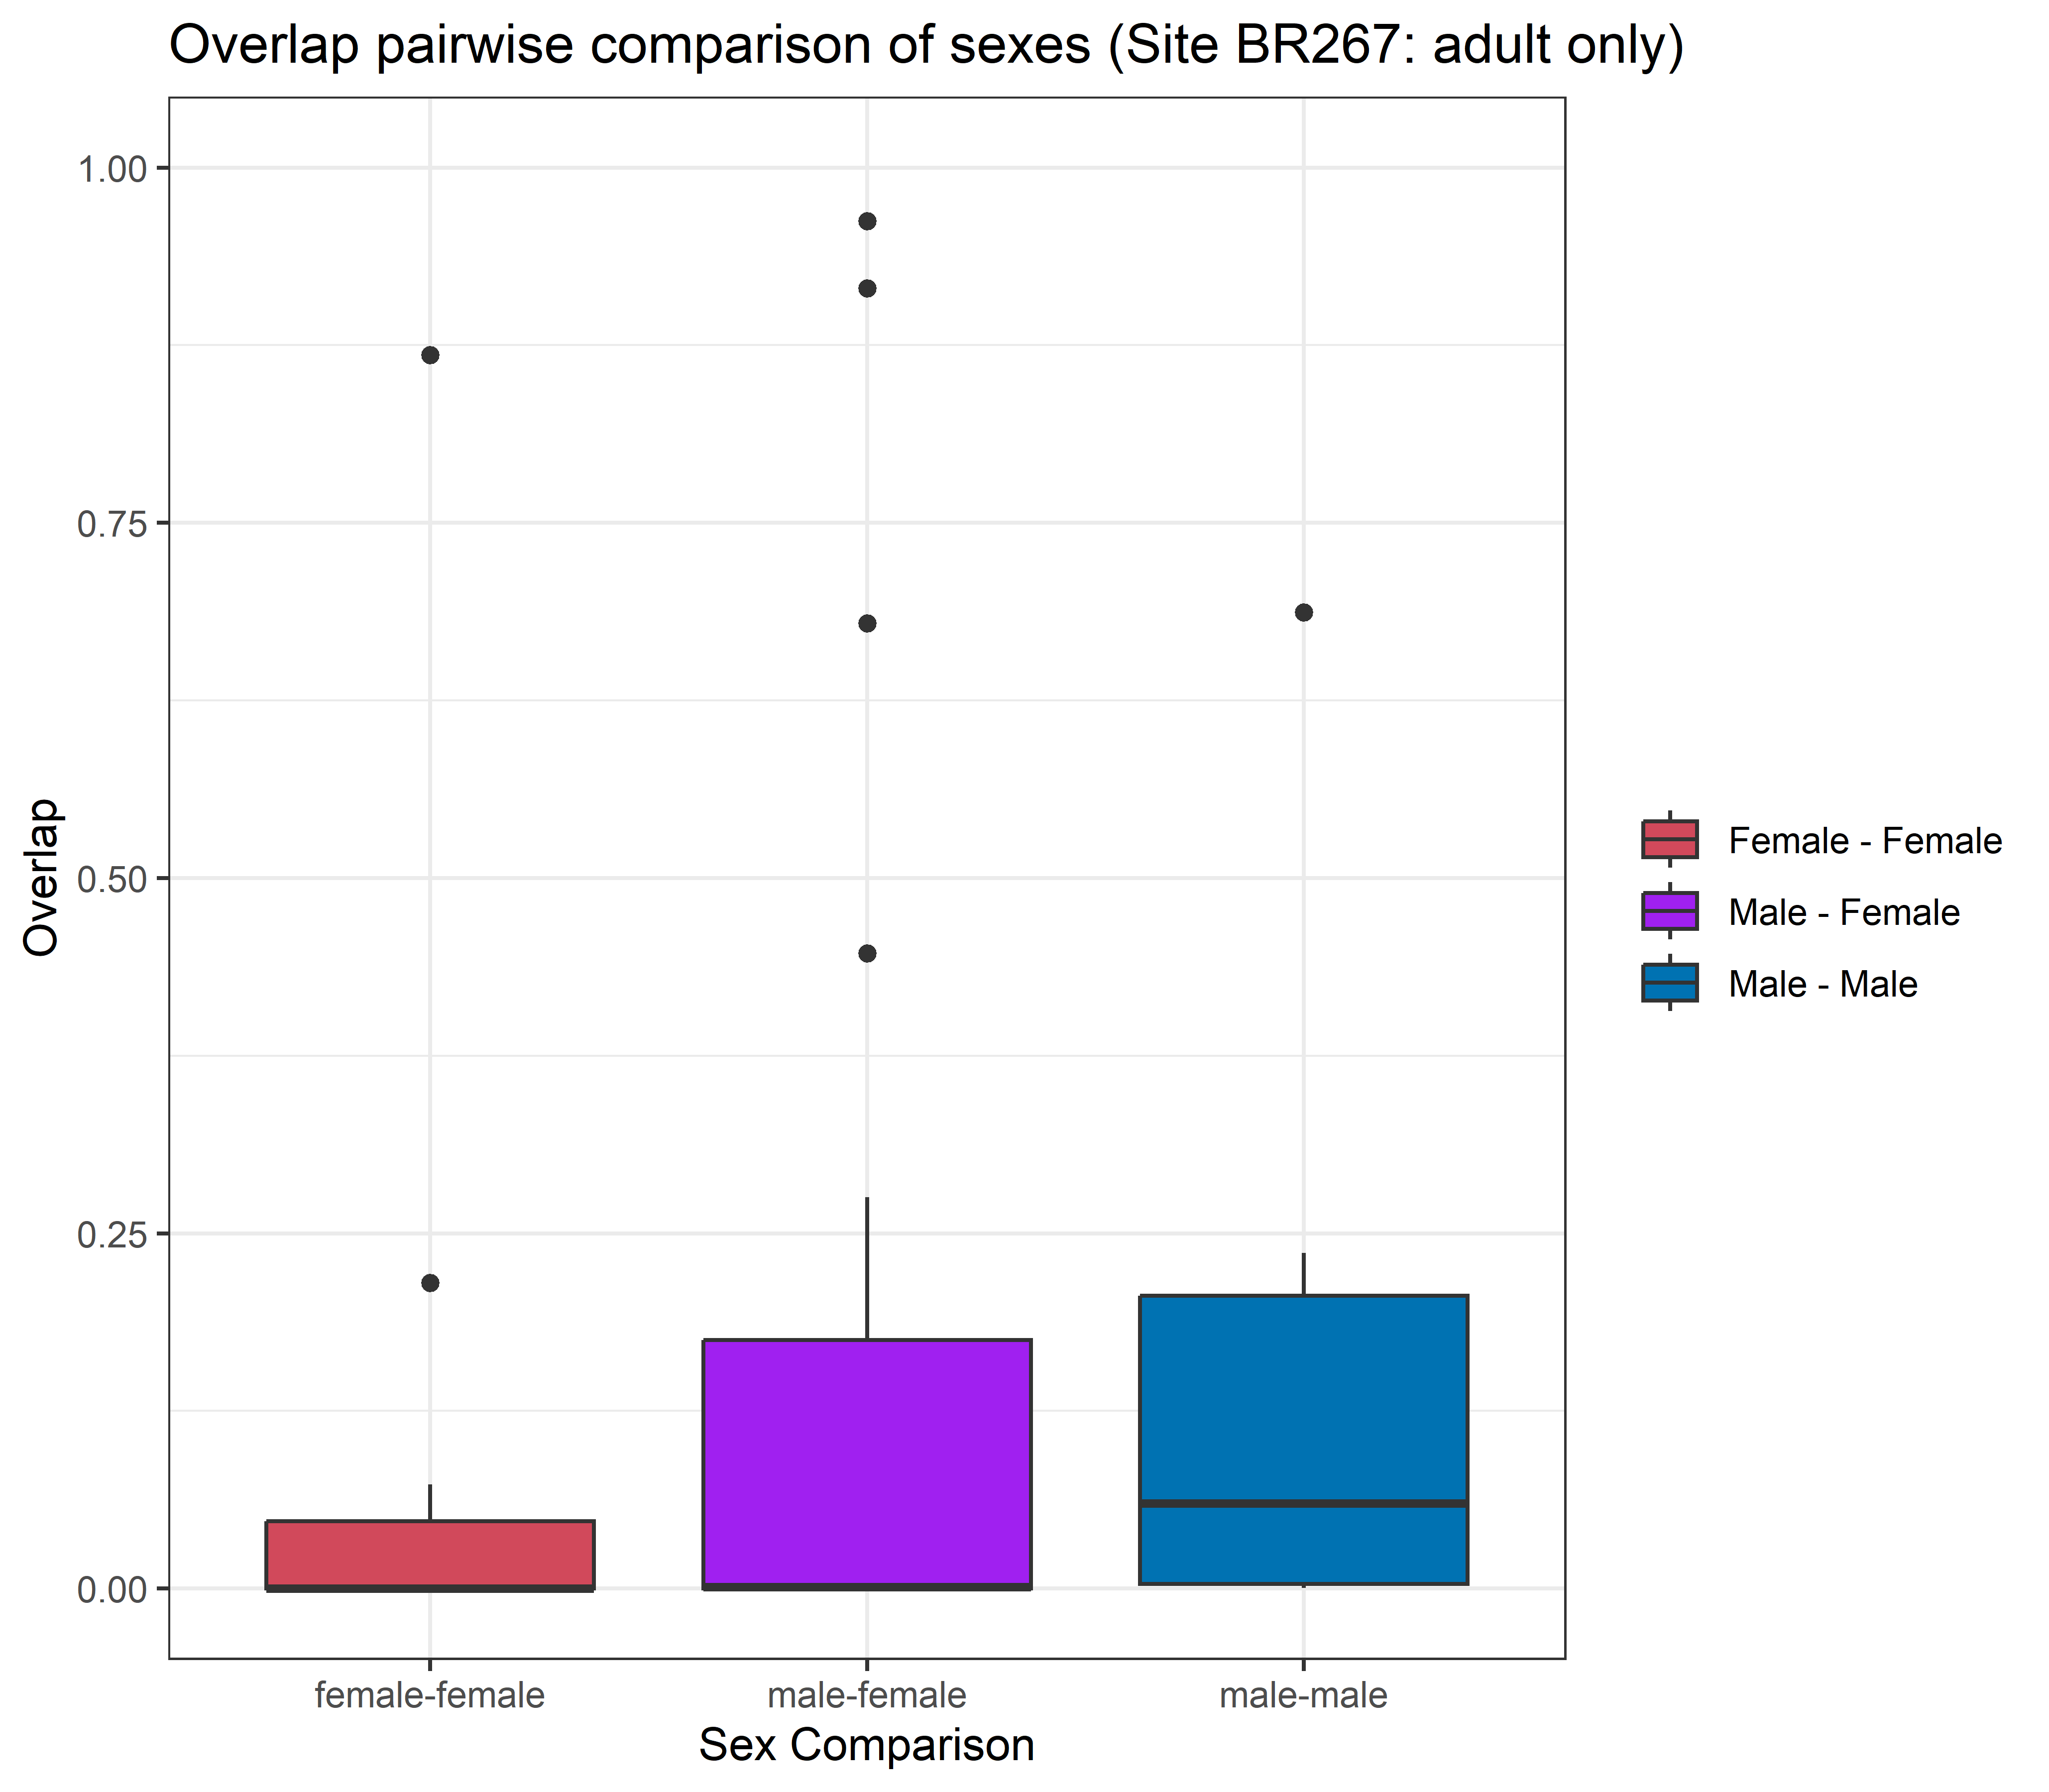 Overlap pairwise comparison of sexes (Site BR267: adult only)
1.00
0.75
0.50
0.25
0.00
Overlap
female-female
male-female
male-male
Sex Comparison
Female - Female
Male - Female
Male - Male